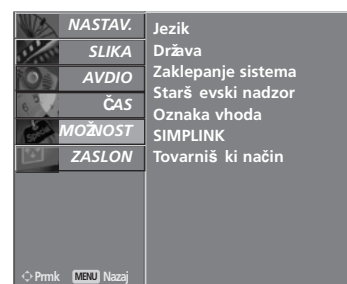 NASTAV.
SLIKA
AVDIO
ČAS
MOŽNOST
ZASLON
Prmk MENU Nazaj
Jezik
Država
Zaklepanje sistema
Starš evski nadzor
Oznaka vhoda
SIMPLINK
Tovarniš ki način